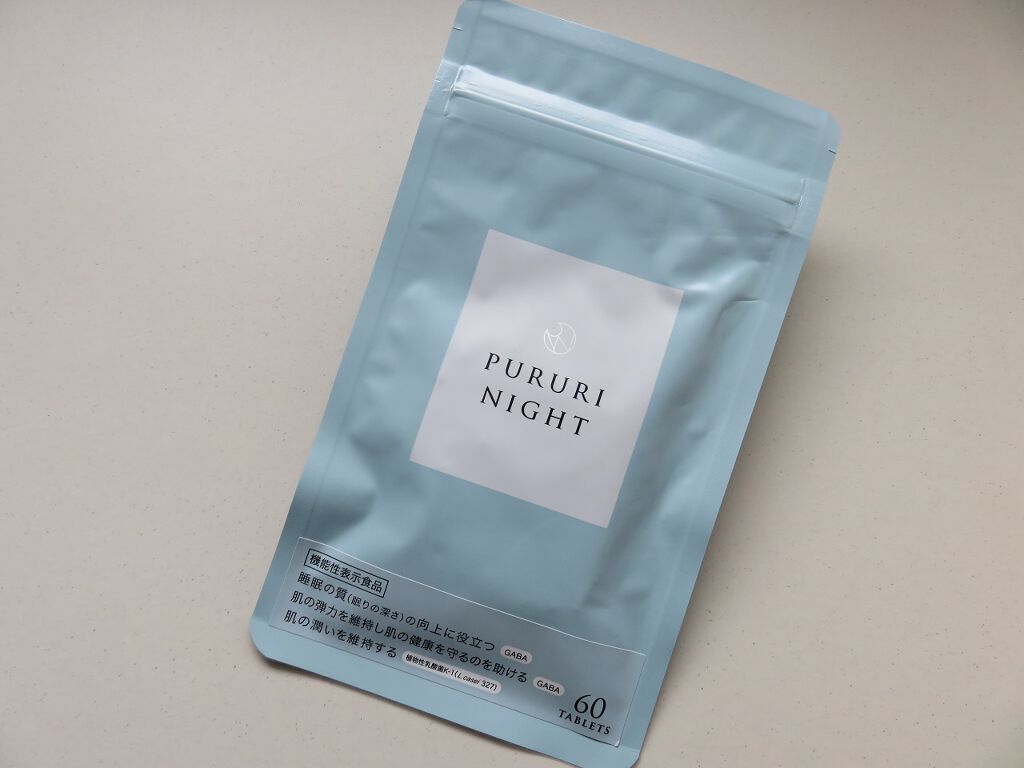 PURURI
NIGHT
機能性表示食品
睡眠の質(眠りの深さ)の向上に役立つ GABA
肌の弾力を維持し肌の健康を守るのを助ける GABA
肌の潤いを維持する 植物性乳酸菌K-1(L.casei 327)
60
TABLETS